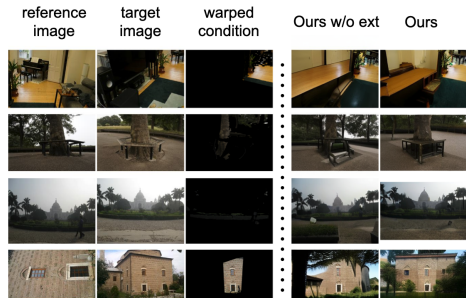 reference image
target image
warped condition
Ours w/o ext
Ours